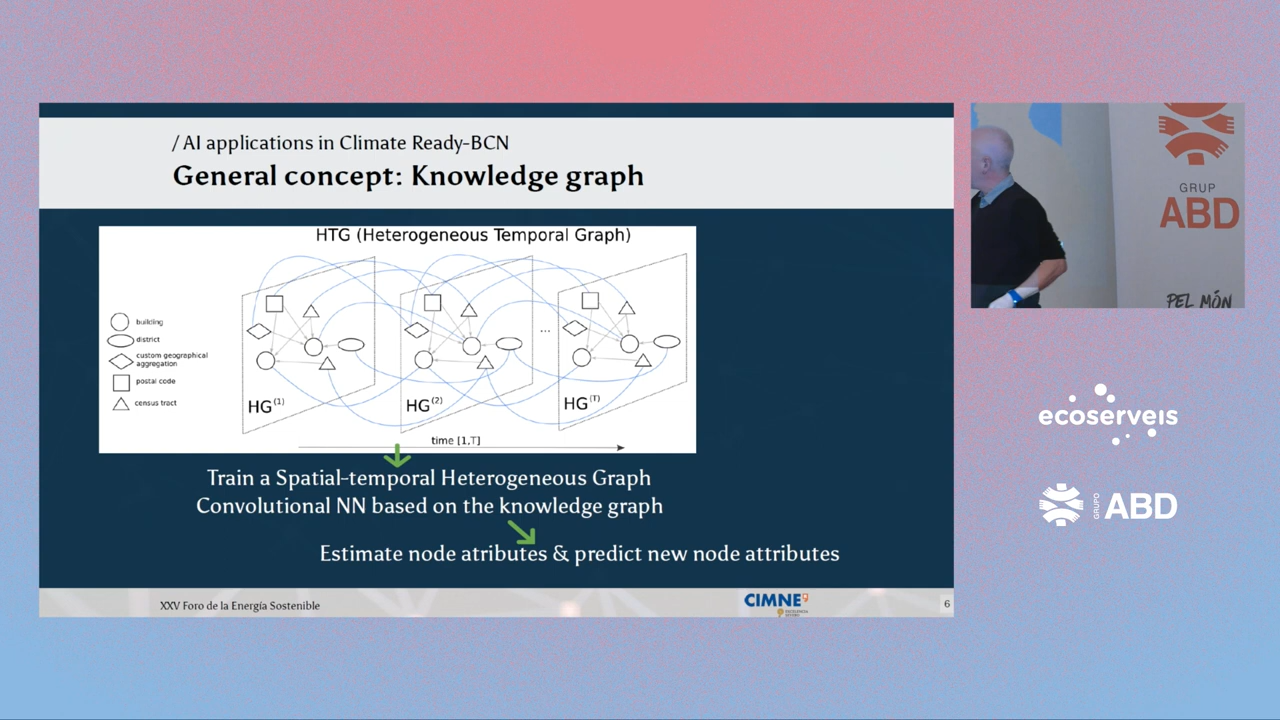 / AI applications in Climate Ready-BCN
General concept: Knowledge graph
HTG (Heterogeneous Temporal Graph)
building
district
custom geographical
aggregation
postal code
census tract
HG(1)
HG(2)
...
HG(T)
time [1,T]
Train a Spatial-temporal Heterogeneous Graph
Convolutional NN based on the knowledge graph
Estimate node atributes & predict new node attributes
XXV Foro de la Energía Sostenible
CIMNE
EXCELENCIA
6
GRUP
ABD
PEL MÓN
ecoserveis
GRUPO
ABD